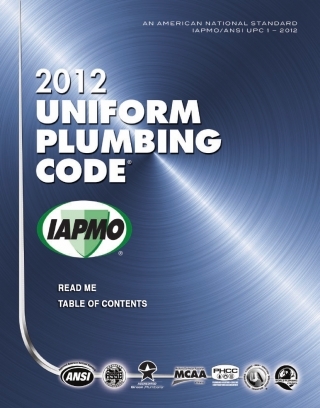 AN AMERICAN NATIONAL STANDARD
IAPMO/ANSI UPC 1 – 2012
2012
UNIFORM
PLUMBING
CODE®
IAPMO®
READ ME
TABLE OF CONTENTS
ANSI
MCAA
PHCC